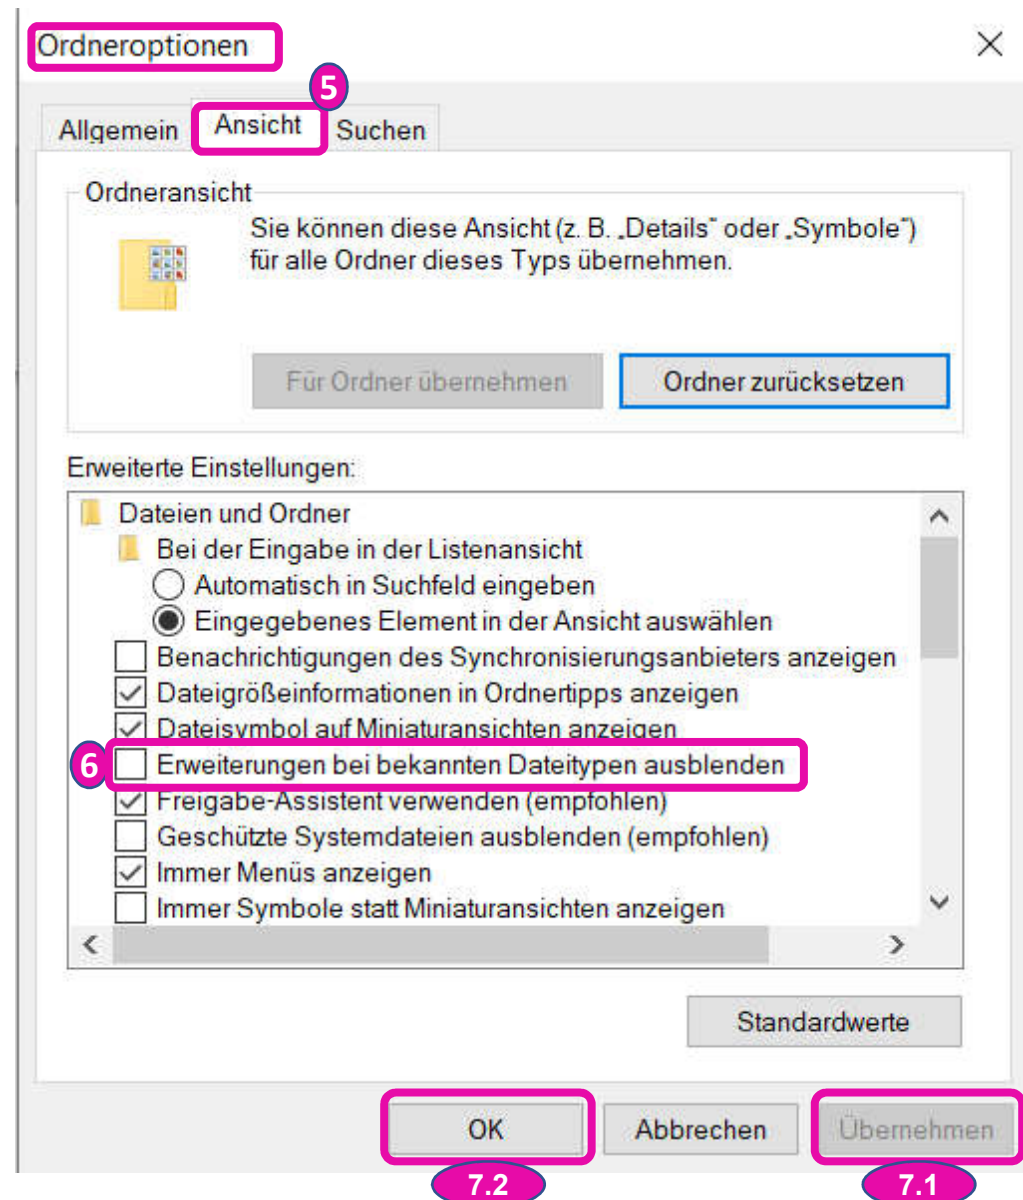 Ordneroptionen
5
Allgemein Ansicht Suchen
Ordneransicht
Sie können diese Ansicht (z. B. „Details“ oder „Symbole“)
für alle Ordner dieses Typs übernehmen.
Für Ordner übernehmen Ordner zurücksetzen
Erweiterte Einstellungen:
Dateien und Ordner
Bei der Eingabe in der Listenansicht
Automatisch in Suchfeld eingeben
Eingegebenes Element in der Ansicht auswählen
Benachrichtigungen des Synchronisierungsanbieters anzeigen
Dateigrößeinformationen in Ordnertipps anzeigen
Dateisymbol auf Miniaturansichten anzeigen
6 Erweiterungen bei bekannten Dateitypen ausblenden
Freigabe-Assistent verwenden (empfohlen)
Geschützte Systemdateien ausblenden (empfohlen)
Immer Menüs anzeigen
Immer Symbole statt Miniaturansichten anzeigen
Standardwerte
OK Abbrechen Übernehmen
7.2 7.1